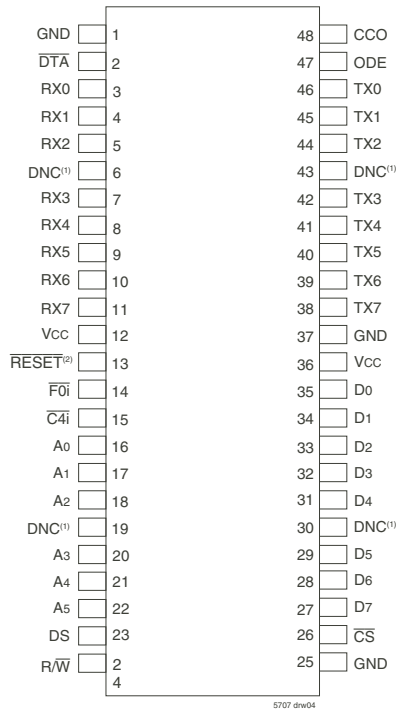 GND 1 48 CCO
D̅T̅A̅ 2 47 ODE
RX0 3 46 TX0
RX1 4 45 TX1
RX2 5 44 TX2
DNC(1) 6 43 DNC(1)
RX3 7 42 TX3
RX4 8 41 TX4
RX5 9 40 TX5
RX6 10 39 TX6
RX7 11 38 TX7
VCC 12 37 GND
R̅E̅S̅E̅T̅(2) 13 36 VCC
F̅0̅i̅ 14 35 D0
C̅4̅i̅ 15 34 D1
A0 16 33 D2
A1 17 32 D3
A2 18 31 D4
DNC(1) 19 30 DNC(1)
A3 20 29 D5
A4 21 28 D6
A5 22 27 D7
DS 23 26 C̅S̅
R/W̅ 2 25 GND
4
5707 drw04